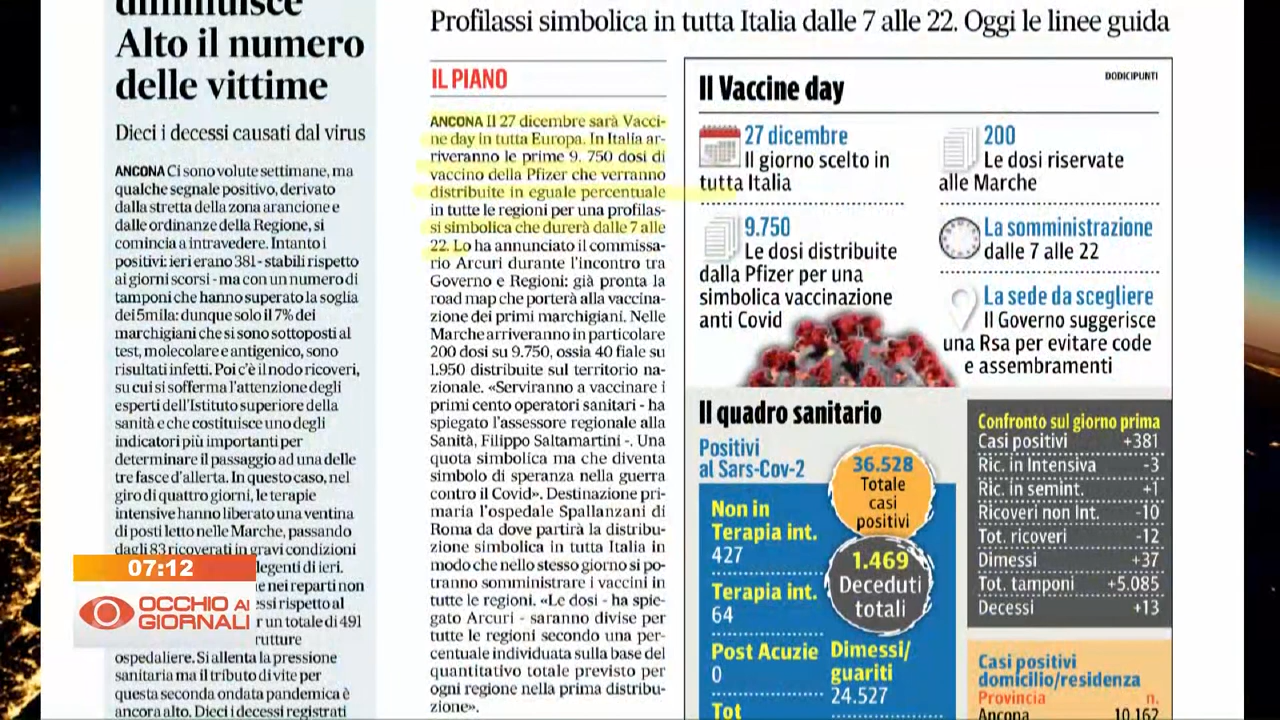 diminuisce
Alto il numero
delle vittime
Dieci i decessi causati dal virus
ANCONA Ci sono volute settimane, ma
qualche segnale positivo, derivato
dalla stretta della zona arancione e
dalle ordinanze della Regione, si
comincia a intravedere. Intanto i
positivi: ieri erano 381 - stabili rispetto
ai giorni scorsi - ma con un numero di
tamponi che hanno superato la soglia
dei 5mila: dunque solo il 7% dei
marchigiani che si sono sottoposti al
test, molecolare e antigenico, sono
risultati infetti. Poi c'è il nodo ricoveri,
su cui si sofferma l'attenzione degli
esperti dell'Istituto superiore della
sanità e che costituisce uno degli
indicatori più importanti per
determinare il passaggio ad una delle
tre fasce d'allerta. In questo caso, nel
giro di quattro giorni, le terapie
intensive hanno liberato una ventina
di posti letto nelle Marche, passando
dagli 83 ricoverati in gravi condizioni
legenti di ieri.
e nei reparti non
essi rispetto al
r un totale di 491
rutture
ospedaliere. Si allenta la pressione
sanitaria ma il tributo di vite per
questa seconda ondata pandemica è
ancora alto. Dieci i decessi registrati
07:12
OCCHIO AI
GIORNALI
Profilassi simbolica in tutta Italia dalle 7 alle 22. Oggi le linee guida
IL PIANO
ANCONA Il 27 dicembre sarà Vacci-
ne day in tutta Europa. In Italia ar-
riveranno le prime 9. 750 dosi di
vaccino della Pfizer che verranno
distribuite in eguale percentuale
in tutte le regioni per una profilas-
si simbolica che durerà dalle 7 alle
22. Lo ha annunciato il commissa-
rio Arcuri durante l'incontro tra
Governo e Regioni: già pronta la
road map che porterà alla vaccina-
zione dei primi marchigiani. Nelle
Marche arriveranno in particolare
200 dosi su 9.750, ossia 40 fiale su
1.950 distribuite sul territorio na-
zionale. «Serviranno a vaccinare i
primi cento operatori sanitari - ha
spiegato l'assessore regionale alla
Sanità, Filippo Saltamartini -. Una
quota simbolica ma che diventa
simbolo di speranza nella guerra
contro il Covid». Destinazione pri-
maria l'ospedale Spallanzani di
Roma da dove partirà la distribu-
zione simbolica in tutta Italia in
modo che nello stesso giorno si po-
tranno somministrare i vaccini in
tutte le regioni. «Le dosi - ha spie-
gato Arcuri - saranno divise per
tutte le regioni secondo una per-
centuale individuata sulla base del
quantitativo totale previsto per
ogni regione nella prima distribu-
zione».
Il Vaccine day
DODICIPUNTI
27 dicembre
Il giorno scelto in
tutta Italia
9.750
Le dosi distribuite
dalla Pfizer per una
simbolica vaccinazione
anti Covid
200
Le dosi riservate
alle Marche
La somministrazione
dalle 7 alle 22
La sede da scegliere
Il Governo suggerisce
una Rsa per evitare code
e assembramenti
Il quadro sanitario
Positivi
al Sars-Cov-2
36.528
Totale
casi
positivi
Non in
Terapia int.
427
Terapia int.
64
Post Acuzie
0
Tot
1.469
Deceduti
totali
Dimessi/
guariti
24.527
Confronto sul giorno prima
Casi positivi +381
Ric. in Intensiva -3
Ric. in semint. +1
Ricoveri non Int. -10
Tot. ricoveri -12
Dimessi +37
Tot. tamponi +5.085
Decessi +13
Casi positivi
domicilio/residenza
Provincia n.
Ancona 10.162